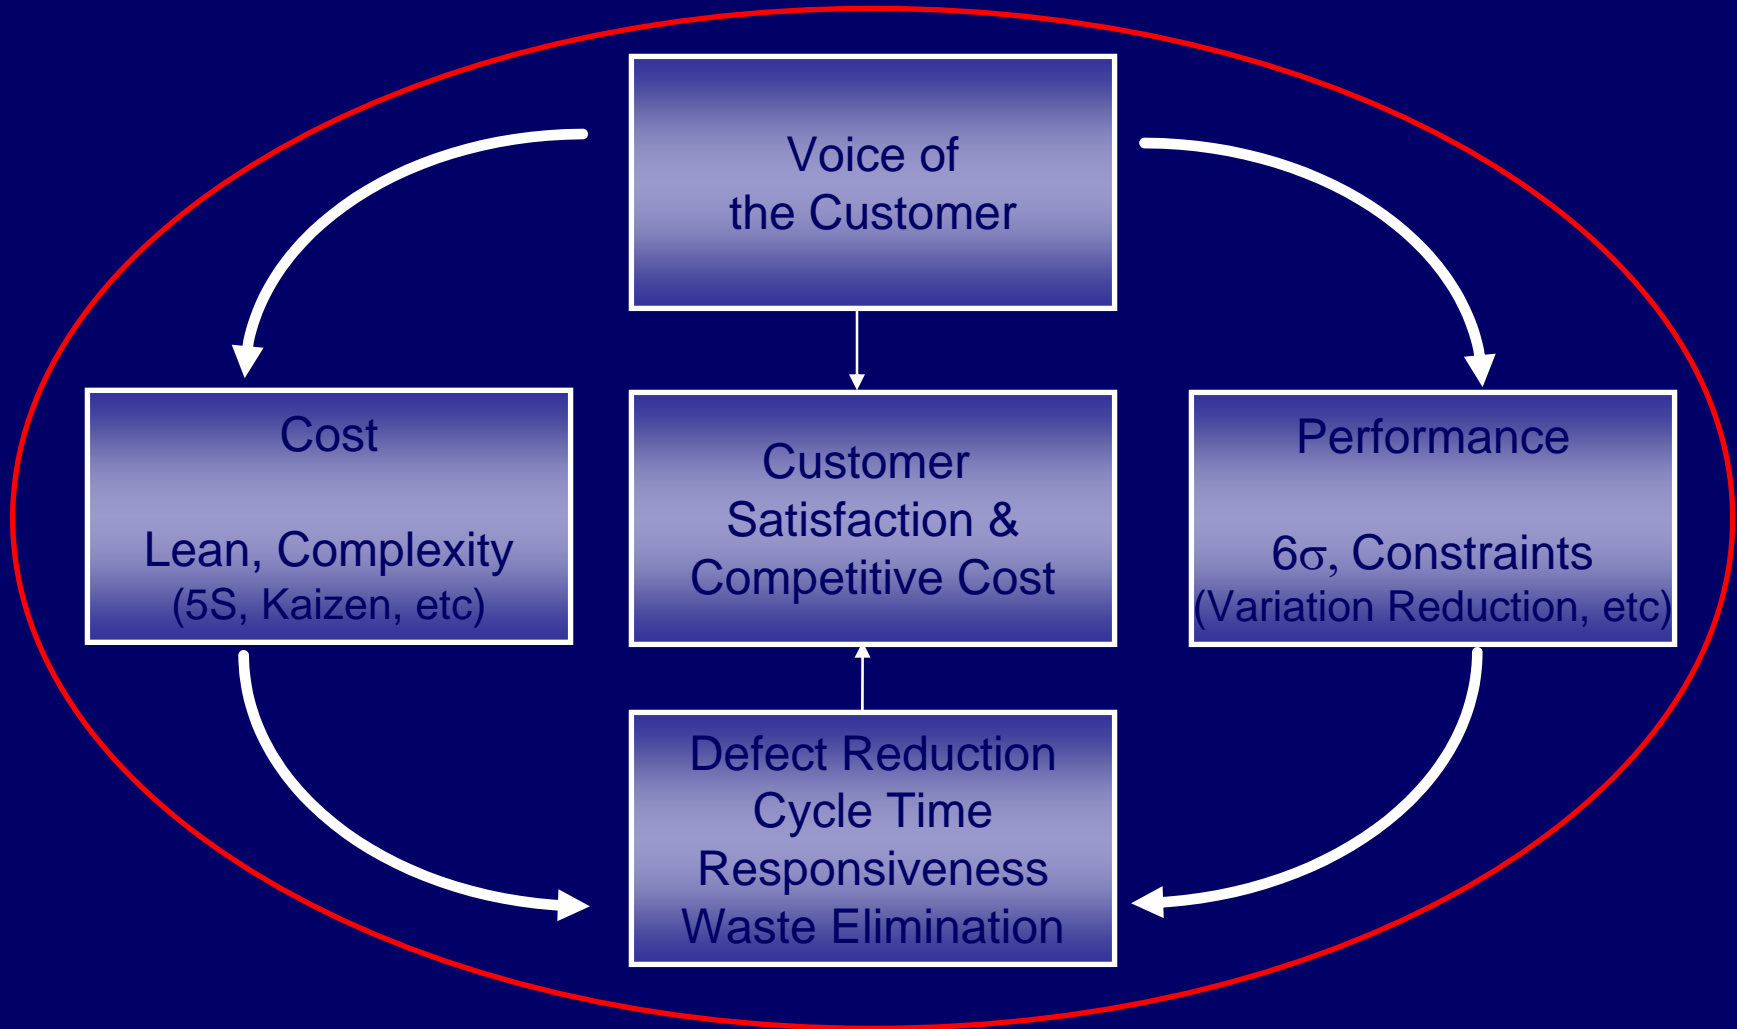 Voice of
the Customer
Cost
Lean, Complexity
(5S, Kaizen, etc)
Customer
Satisfaction &
Competitive Cost
Performance
6σ, Constraints
(Variation Reduction, etc)
Defect Reduction
Cycle Time
Responsiveness
Waste Elimination